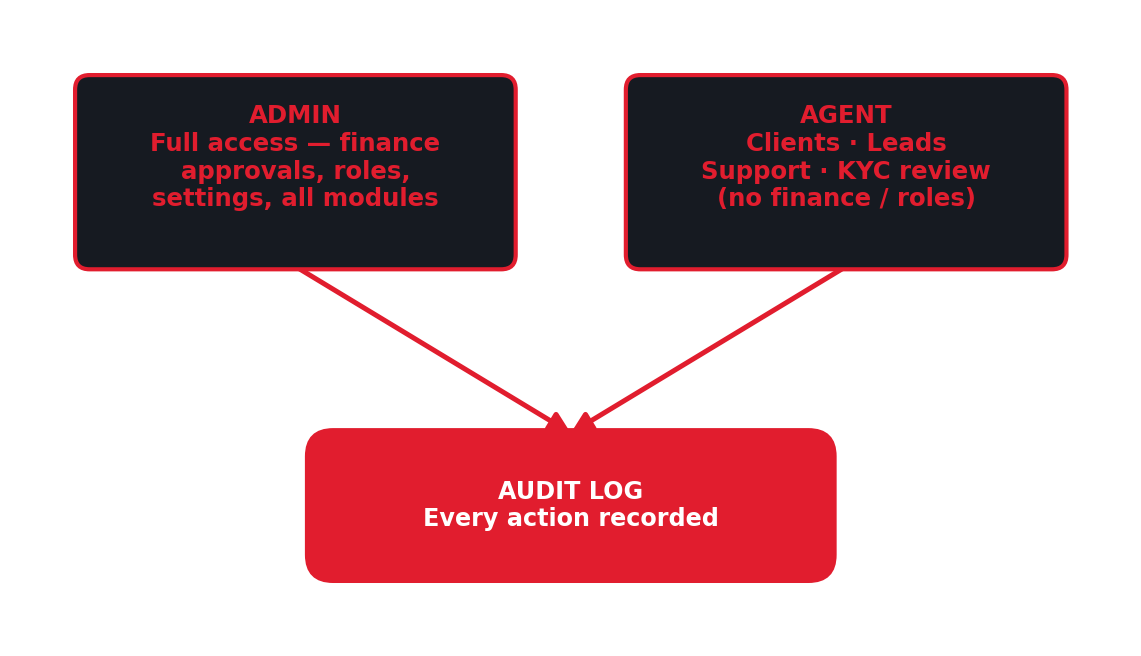 ADMIN
Full access — finance
approvals, roles,
settings, all modules
AGENT
Clients · Leads
Support · KYC review
(no finance / roles)
AUDIT LOG
Every action recorded